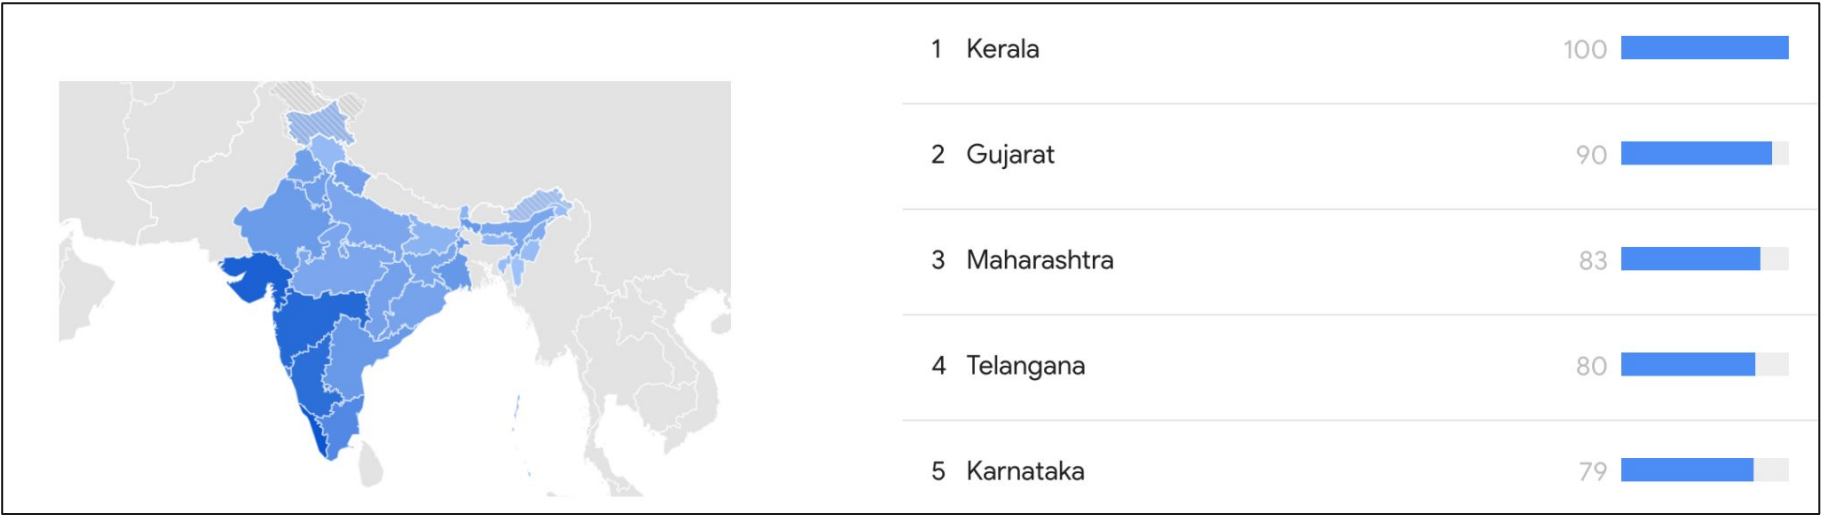 1 Kerala 100
2 Gujarat 90
3 Maharashtra 83
4 Telangana 80
5 Karnataka 79